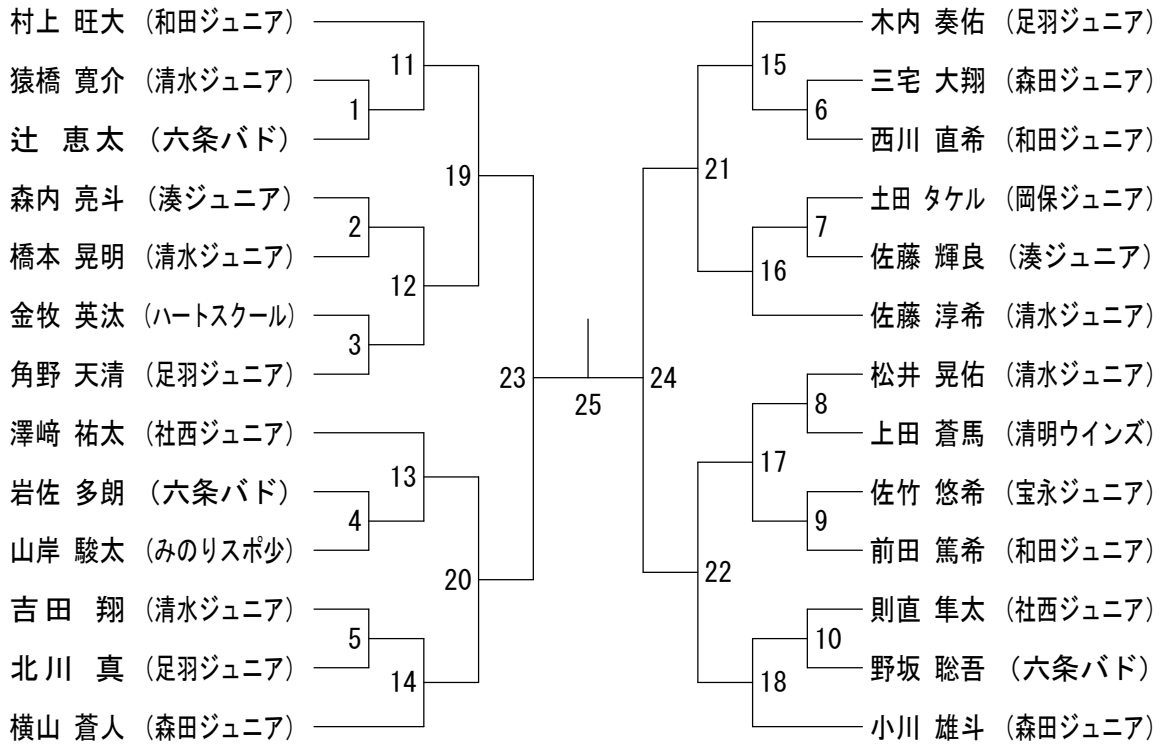 村上 旺大 (和田ジュニア)
猿橋 寛介 (清水ジュニア)
辻 恵太 (六条バド)
森内 亮斗 (湊ジュニア)
橋本 晃明 (清水ジュニア)
金牧 英汰 (ハートスクール)
角野 天清 (足羽ジュニア)
澤﨑 祐太 (社西ジュニア)
岩佐 多朗 (六条バド)
山岸 駿太 (みのりスポ少)
吉田 翔 (清水ジュニア)
北川 真 (足羽ジュニア)
横山 蒼人 (森田ジュニア)
11
1
19
2
12
3
23
13
4
20
5
14
25
24
15
6
21
7
16
8
17
9
22
10
18
木内 奏佑 (足羽ジュニア)
三宅 大翔 (森田ジュニア)
西川 直希 (和田ジュニア)
土田 タケル (岡保ジュニア)
佐藤 輝良 (湊ジュニア)
佐藤 淳希 (清水ジュニア)
松井 晃佑 (清水ジュニア)
上田 蒼馬 (清明ウインズ)
佐竹 悠希 (宝永ジュニア)
前田 篤希 (和田ジュニア)
則直 隼太 (社西ジュニア)
野坂 聡吾 (六条バド)
小川 雄斗 (森田ジュニア)